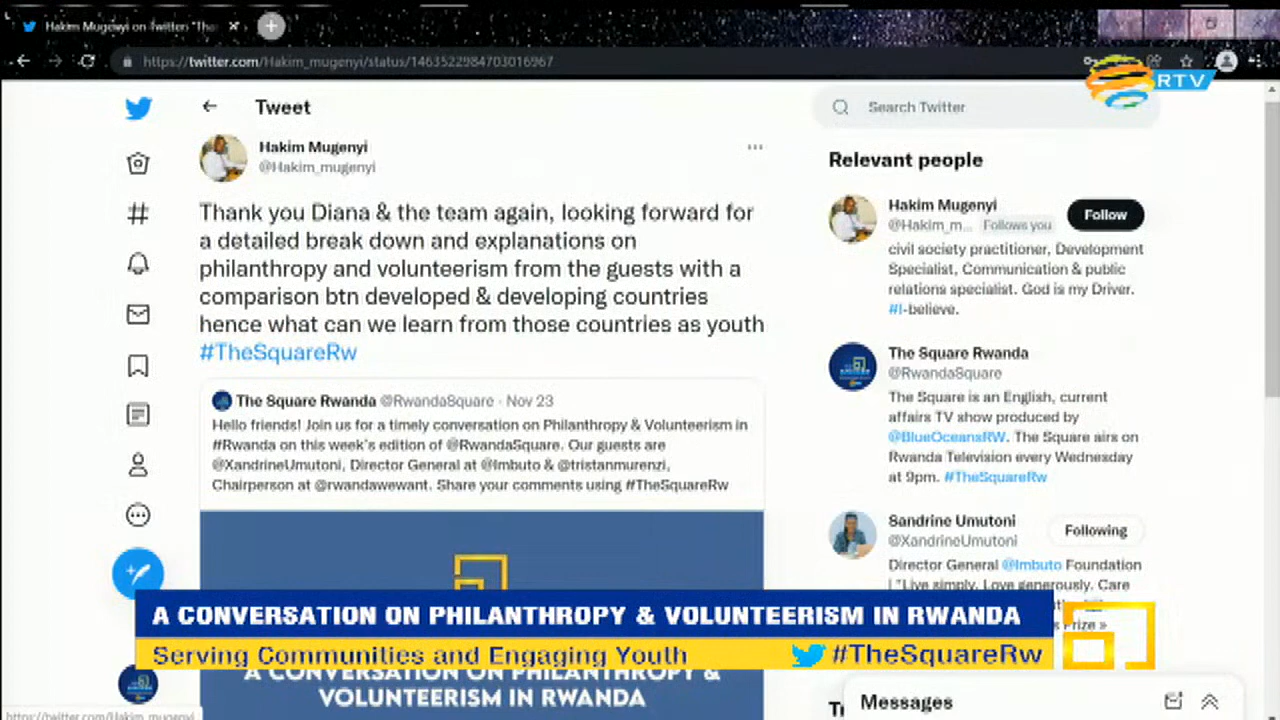 Hakim Mugenyi on Twitter: "The
https://twitter.com/Hakim_mugenyi/status/1463522984703016967
RTV
Tweet
Search Twitter
Hakim Mugenyi
@Hakim_mugenyi
Thank you Diana & the team again, looking forward for
a detailed break down and explanations on
philanthropy and volunteerism from the guests with a
comparison btn developed & developing countries
hence what can we learn from those countries as youth
#TheSquareRw
The Square Rwanda @RwandaSquare · Nov 23
Hello friends! Join us for a timely conversation on Philanthropy & Volunteerism in
#Rwanda on this week's edition of @RwandaSquare. Our guests are
@XandrineUmutoni, Director General at @Imbuto & @tristanmurenzi,
Chairperson at @rwandawewant. Share your comments using #TheSquareRw
Relevant people
Hakim Mugenyi
@Hakim_m... Follows you
Follow
civil society practitioner, Development
Specialist, Communication & public
relations specialist. God is my Driver.
#I-believe.
The Square Rwanda
@RwandaSquare
The Square is an English, current
affairs TV show produced by
@BlueOceansRW. The Square airs on
Rwanda Television every Wednesday
at 9pm. #TheSquareRw
Sandrine Umutoni
@XandrineUmutoni
Following
Director General @Imbuto Foundation
| "Live simply. Love generously. Care
Prize »
A CONVERSATION ON PHILANTHROPY & VOLUNTEERISM IN RWANDA
Serving Communities and Engaging Youth
#TheSquareRw
A CONVERSATION ON PHILANTHROPY &
VOLUNTEERISM IN RWANDA
Messages
https://twitter.com/Hakim_mugenyi